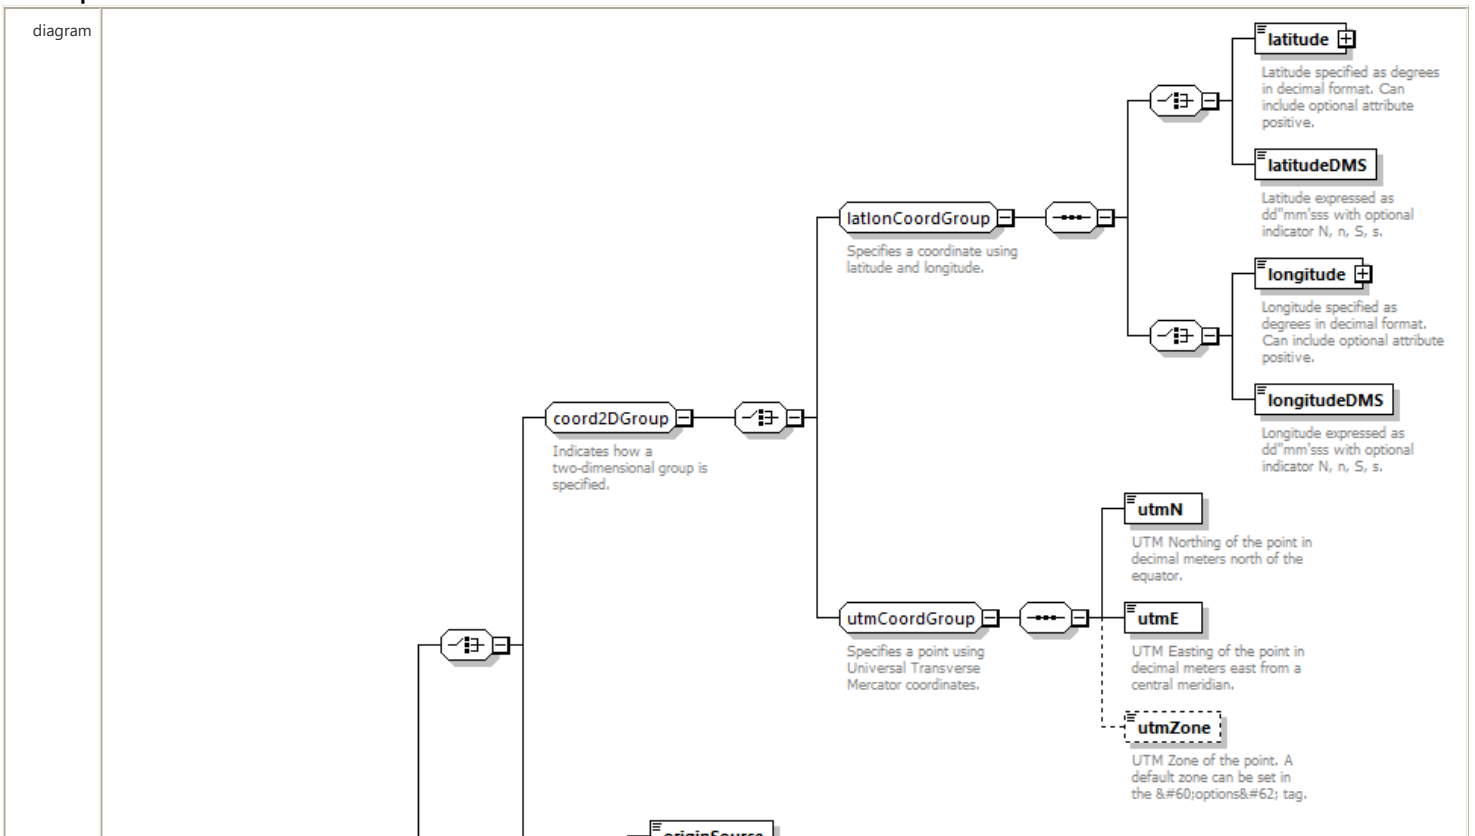 diagram
latitude
Latitude specified as degrees
in decimal format. Can
include optional attribute
positive.
latitudeDMS
Latitude expressed as
dd"mm'sss with optional
indicator N, n, S, s.
latlonCoordGroup
Specifies a coordinate using
latitude and longitude.
longitude
Longitude specified as
degrees in decimal format.
Can include optional attribute
positive.
longitudeDMS
Longitude expressed as
dd"mm'sss with optional
indicator N, n, S, s.
coord2DGroup
Indicates how a
two-dimensional group is
specified.
utmN
UTM Northing of the point in
decimal meters north of the
equator.
utmCoordGroup
Specifies a point using
Universal Transverse
Mercator coordinates.
utmE
UTM Easting of the point in
decimal meters east from a
central meridian.
utmZone
UTM Zone of the point. A
default zone can be set in
the &#60;options&#62; tag.
originSource